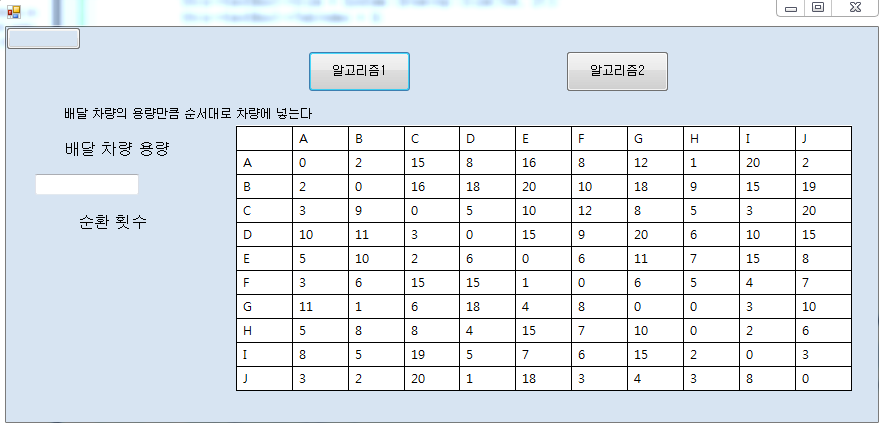 알고리즘1 알고리즘2
배달 차량의 용량만큼 순서대로 차량에 넣는다
배달 차량 용량
순환 횟수
A B C D E F G H I J
A 0 2 15 8 16 8 12 1 20 2
B 2 0 16 18 20 10 18 9 15 19
C 3 9 0 5 10 12 8 5 3 20
D 10 11 3 0 15 9 20 6 10 15
E 5 10 2 6 0 6 11 7 15 8
F 3 6 15 15 1 0 6 5 4 7
G 11 1 6 18 4 8 0 0 3 10
H 5 8 8 4 15 7 10 0 2 6
I 8 5 19 5 7 6 15 2 0 3
J 3 2 20 1 18 3 4 3 8 0